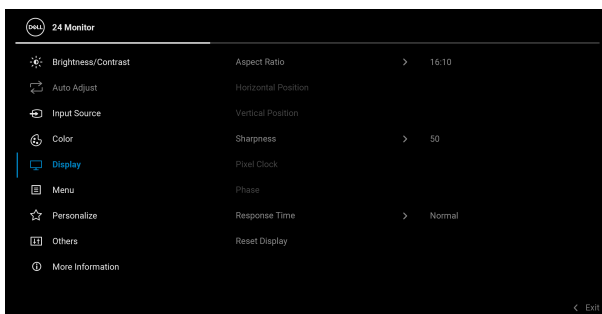 DELL 24 Monitor
Brightness/Contrast Aspect Ratio > 16:10
Auto Adjust Horizontal Position
Input Source Vertical Position
Color Sharpness > 50
Display Pixel Clock
Menu Phase
Personalize Response Time > Normal
Others Reset Display
More Information
< Exit